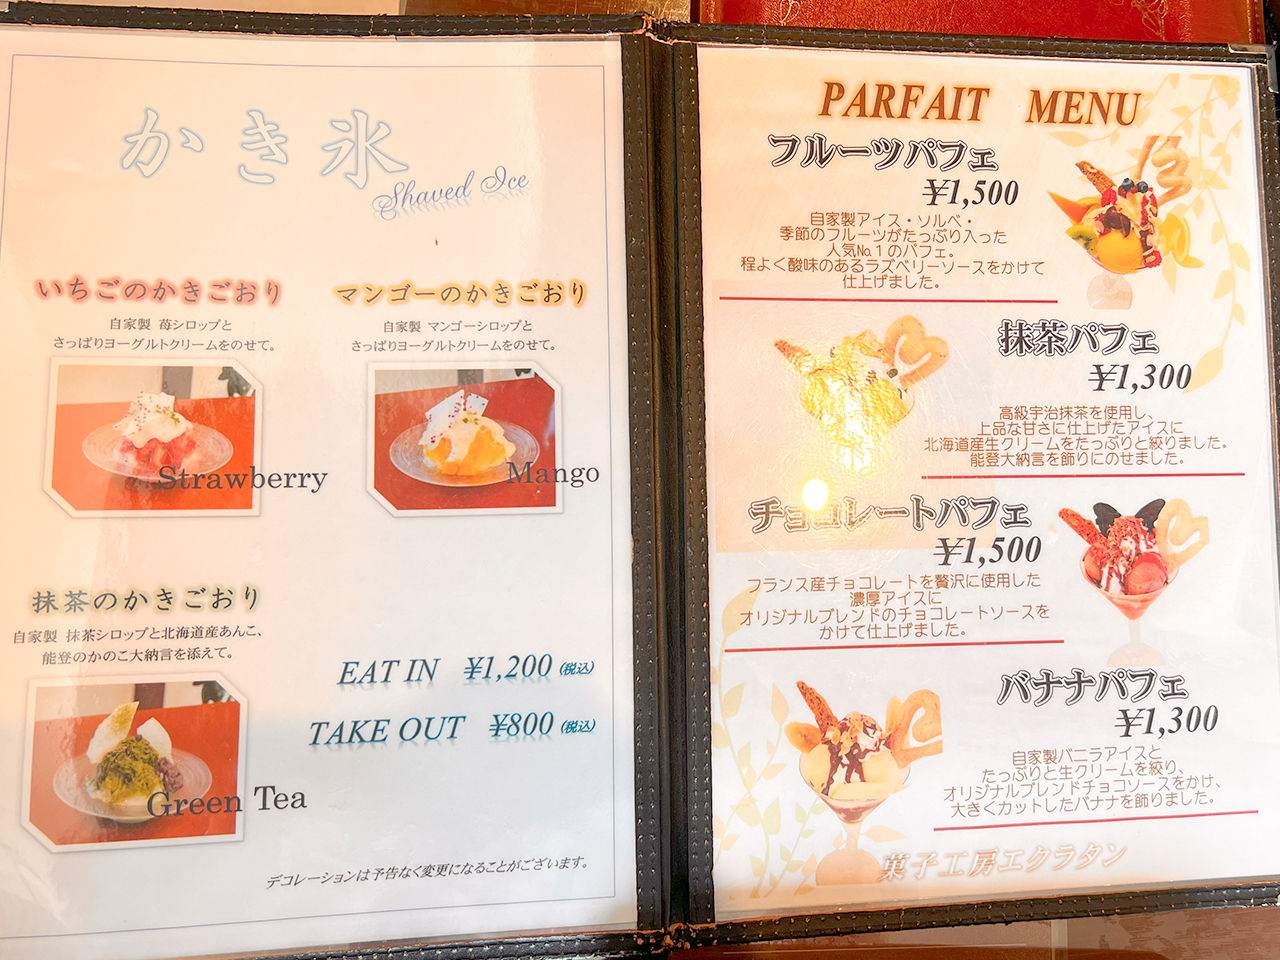 かき氷
Shaved Ice
いちごのかきごおり
自家製 苺シロップと
さっぱりヨーグルトクリームをのせて。
Strawberry
マンゴーのかきごおり
自家製 マンゴーシロップと
さっぱりヨーグルトクリームをのせて。
Mango
抹茶のかきごおり
自家製 抹茶シロップと北海道産あんこ、
能登のかのこ大納言を添えて。
Green Tea
EAT IN ¥1,200 (税込)
TAKE OUT ¥800 (税込)
デコレーションは予告なく変更になることがございます。
PARFAIT MENU
フルーツパフェ
¥1,500
自家製アイス・ソルベ・
季節のフルーツがたっぷり入った
人気№1のパフェ。
程よく酸味のあるラズベリーソースをかけて
仕上げました。
抹茶パフェ
¥1,300
高級宇治抹茶を使用し、
上品な甘さに仕上げたアイスに
北海道産生クリームをたっぷりと絞りました。
能登大納言を飾りにのせました。
チョコレートパフェ
¥1,500
フランス産チョコレートを贅沢に使用した
濃厚アイスに
オリジナルブレンドのチョコレートソースを
かけて仕上げました。
バナナパフェ
¥1,300
自家製バニラアイスと
たっぷりと生クリームを絞り、
オリジナルブレンドチョコソースをかけ、
大きくカットしたバナナを飾りました。
菓子工房エクラタン